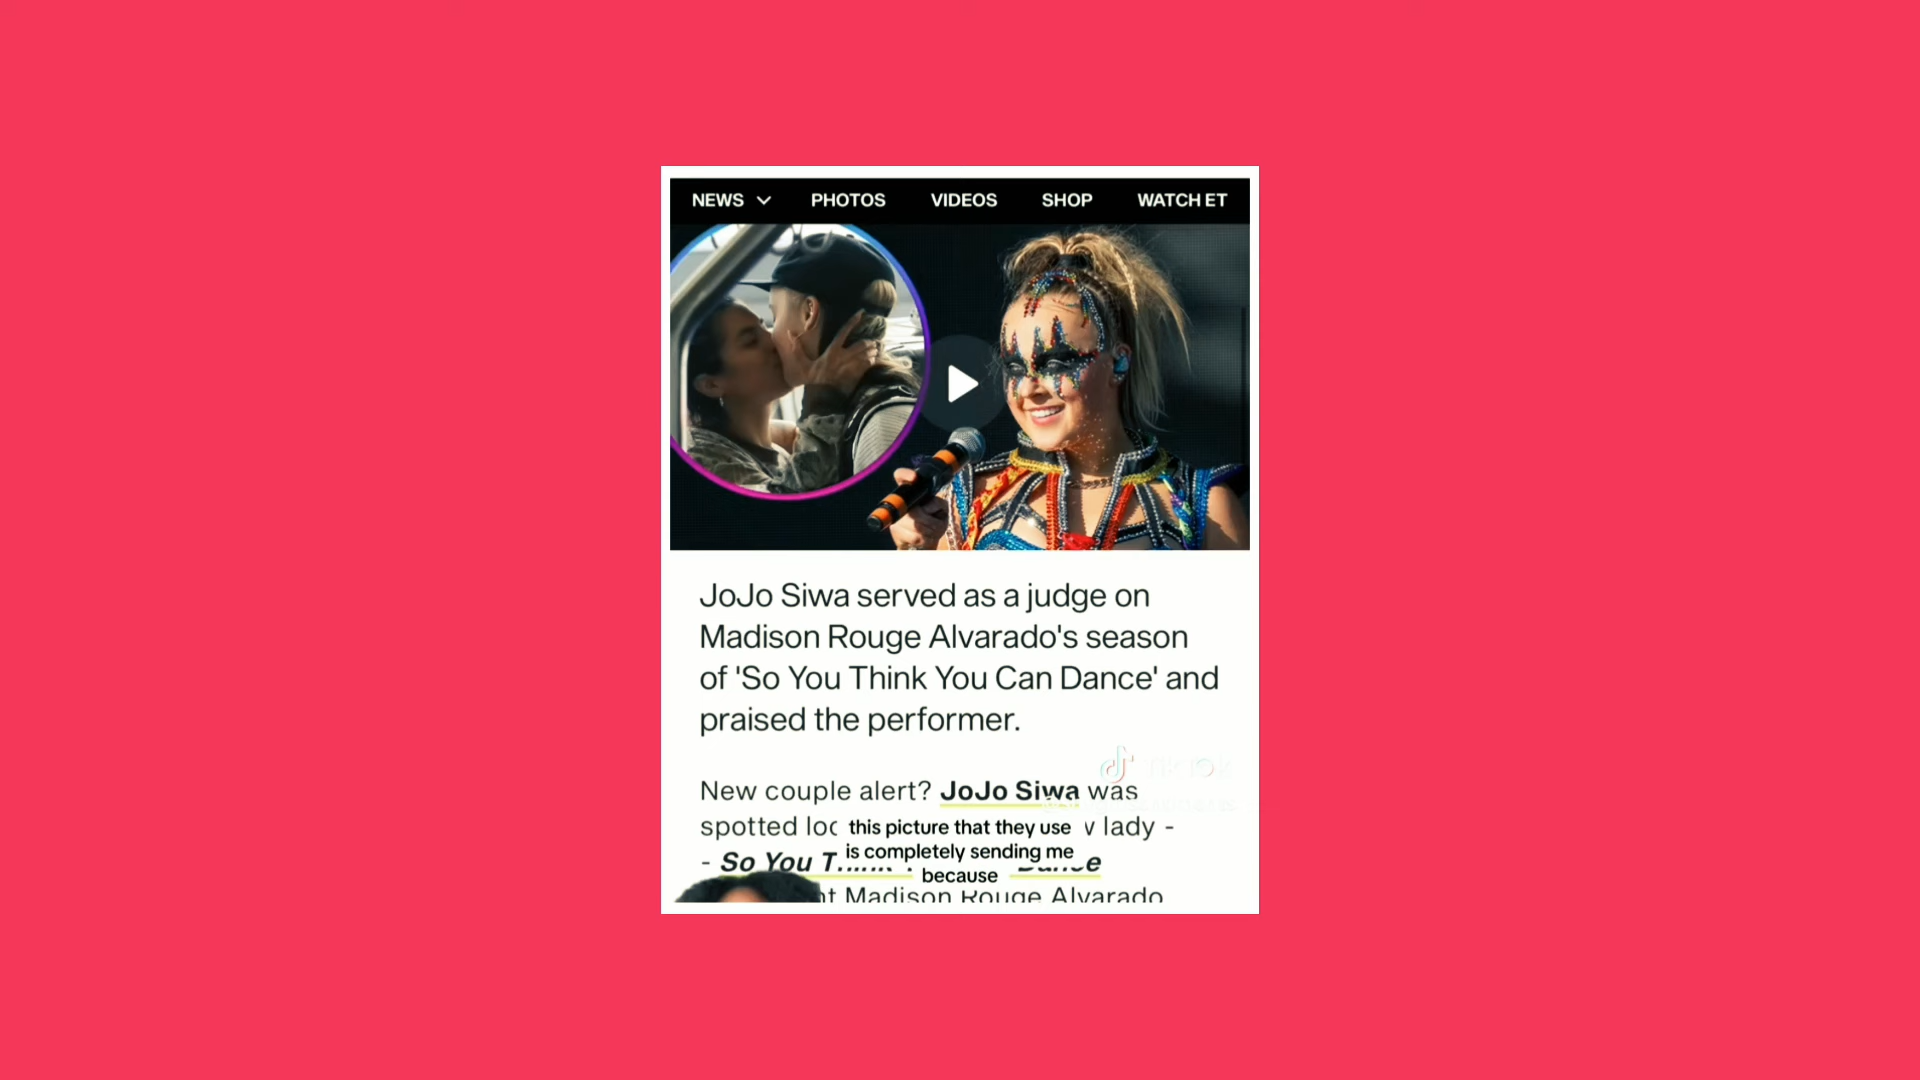 NEWS PHOTOS VIDEOS SHOP WATCH ET
JoJo Siwa served as a judge on
Madison Rouge Alvarado's season
of 'So You Think You Can Dance' and
praised the performer.
TikTok
New couple alert? JoJo Siwa was
spotted lady -
- So You
this picture that they use
is completely sending me
because
Madison Rouge Alvarado